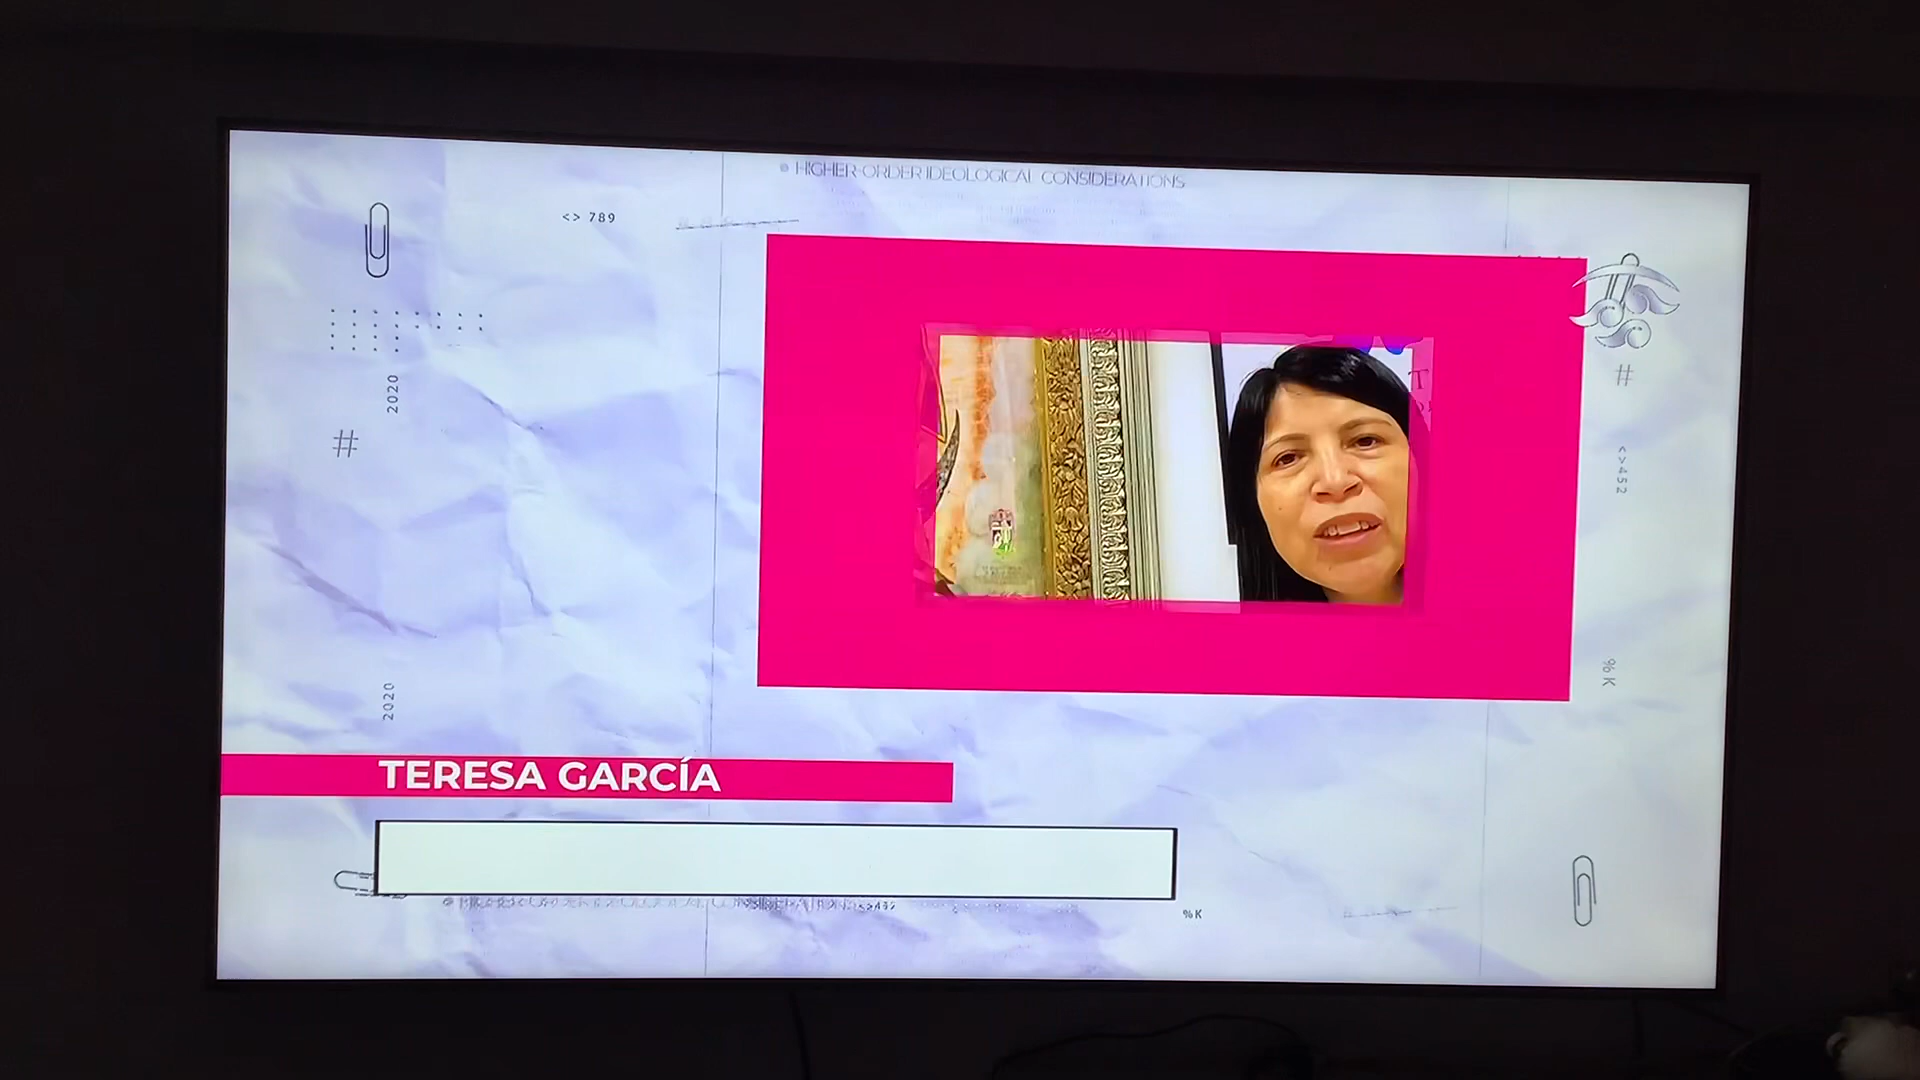 HIGHER-ORDER IDEOLOGICAL CONSIDERATIONS
<> 789
#
2020
#
<>452
%K
2020
TERESA GARCÍA
%K